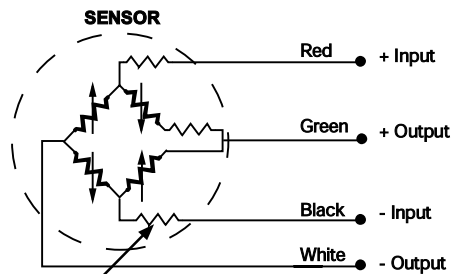 SENSOR
Red + Input
Green + Output
Black - Input
White - Output